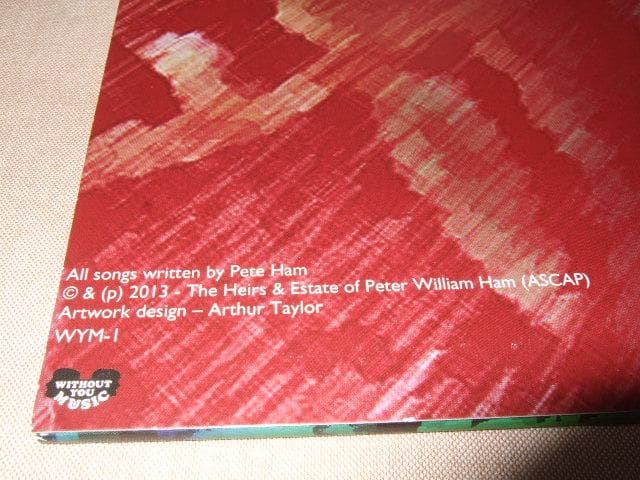 All songs written by Pete Ham
© & (p) 2013 - The Heirs & Estate of Peter William Ham (ASCAP)
Artwork design – Arthur Taylor
WYM-1
WITHOUT
YOU
MUSIC